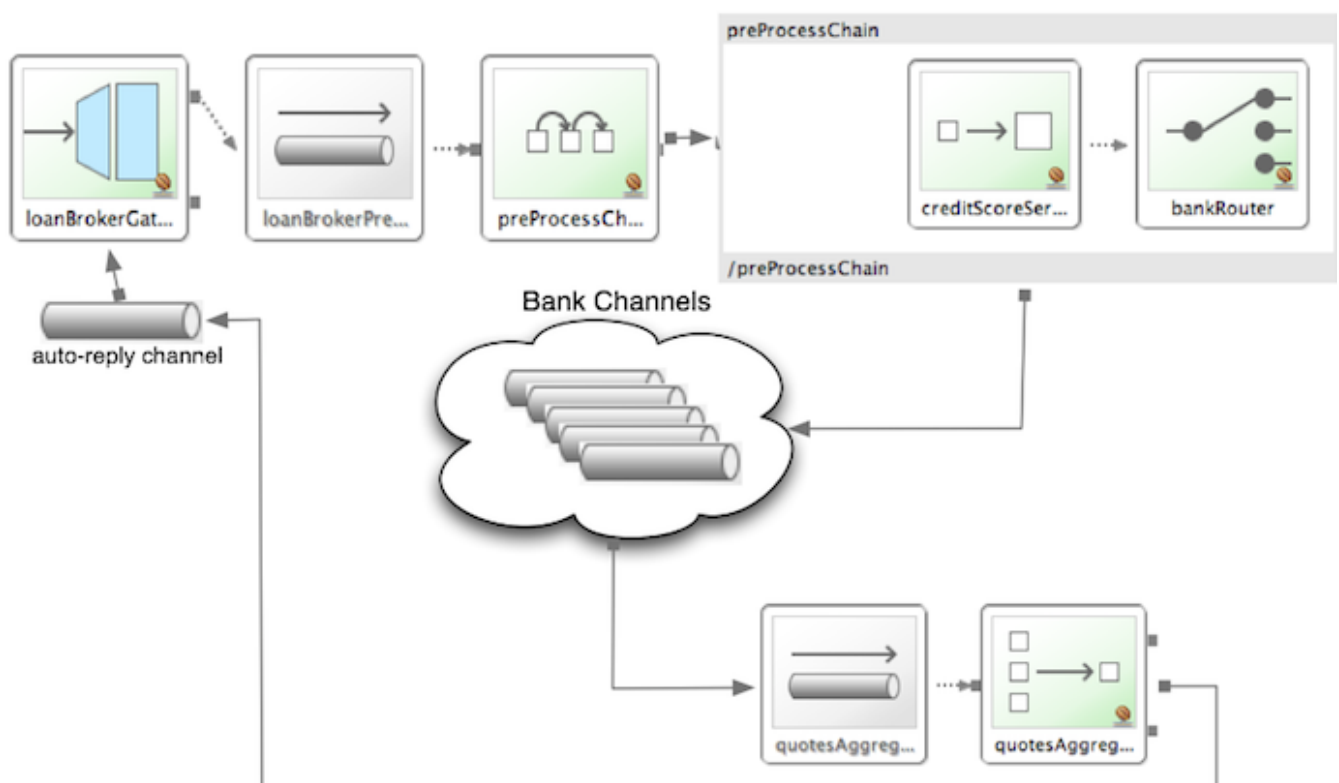 preProcessChain
loanBrokerGat...
loanBrokerPre...
preProcessCh...
creditScoreSer...
bankRouter
/preProcessChain
Bank Channels
auto-reply channel
quotesAggreg...
quotesAggreg...